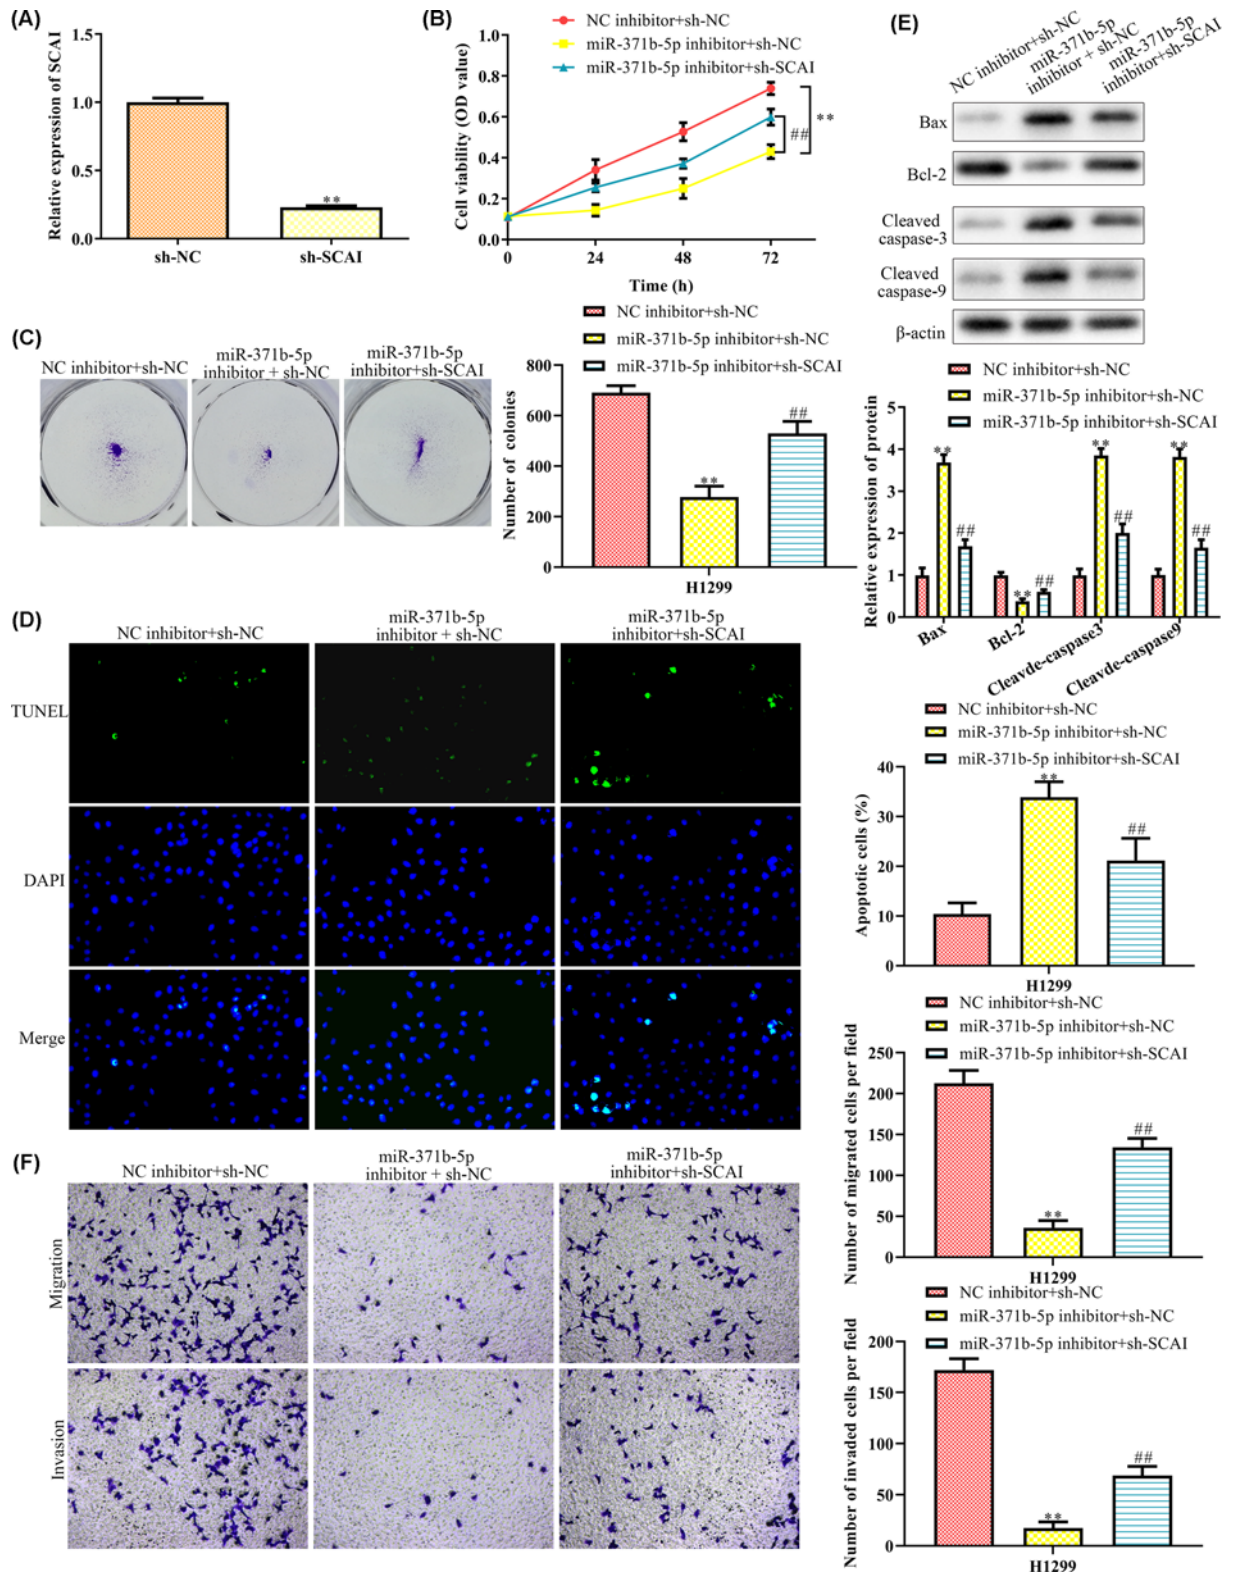 (A)
Relative expression of SCAI
1.5
1.0
0.5
0.0
**
sh-NC
sh-SCAI
(B)
NC inhibitor+sh-NC
miR-371b-5p inhibitor+sh-NC
miR-371b-5p inhibitor+sh-SCAI
Cell viability (OD value)
1.0
0.8
0.6
0.4
0.2
0.0
##
**
0
24
48
72
Time (h)
(C)
NC inhibitor+sh-NC
miR-371b-5p
inhibitor + sh-NC
miR-371b-5p
inhibitor+sh-SCAI
NC inhibitor+sh-NC
miR-371b-5p inhibitor+sh-NC
miR-371b-5p inhibitor+sh-SCAI
Number of colonies
800
600
400
200
0
**
##
H1299
(D)
NC inhibitor+sh-NC
miR-371b-5p
inhibitor + sh-NC
miR-371b-5p
inhibitor+sh-SCAI
TUNEL
DAPI
Merge
NC inhibitor+sh-NC
miR-371b-5p inhibitor+sh-NC
miR-371b-5p inhibitor+sh-SCAI
Apoptotic cells (%)
40
30
20
10
0
**
##
H1299
(E)
NC inhibitor+sh-NC
miR-371b-5p
inhibitor + sh-NC
miR-371b-5p
inhibitor+sh-SCAI
Bax
Bcl-2
Cleaved
caspase-3
Cleaved
caspase-9
β-actin
NC inhibitor+sh-NC
miR-371b-5p inhibitor+sh-NC
miR-371b-5p inhibitor+sh-SCAI
Relative expression of protein
5
4
3
2
1
0
**
##
**
##
**
##
**
##
Bax
Bcl-2
Cleavde-caspase3
Cleavde-caspase9
(F)
NC inhibitor+sh-NC
miR-371b-5p
inhibitor + sh-NC
miR-371b-5p
inhibitor+sh-SCAI
Migration
Invasion
NC inhibitor+sh-NC
miR-371b-5p inhibitor+sh-NC
miR-371b-5p inhibitor+sh-SCAI
Number of migrated cells per field
250
200
150
100
50
0
**
##
H1299
NC inhibitor+sh-NC
miR-371b-5p inhibitor+sh-NC
miR-371b-5p inhibitor+sh-SCAI
Number of invaded cells per field
200
150
100
50
0
**
##
H1299